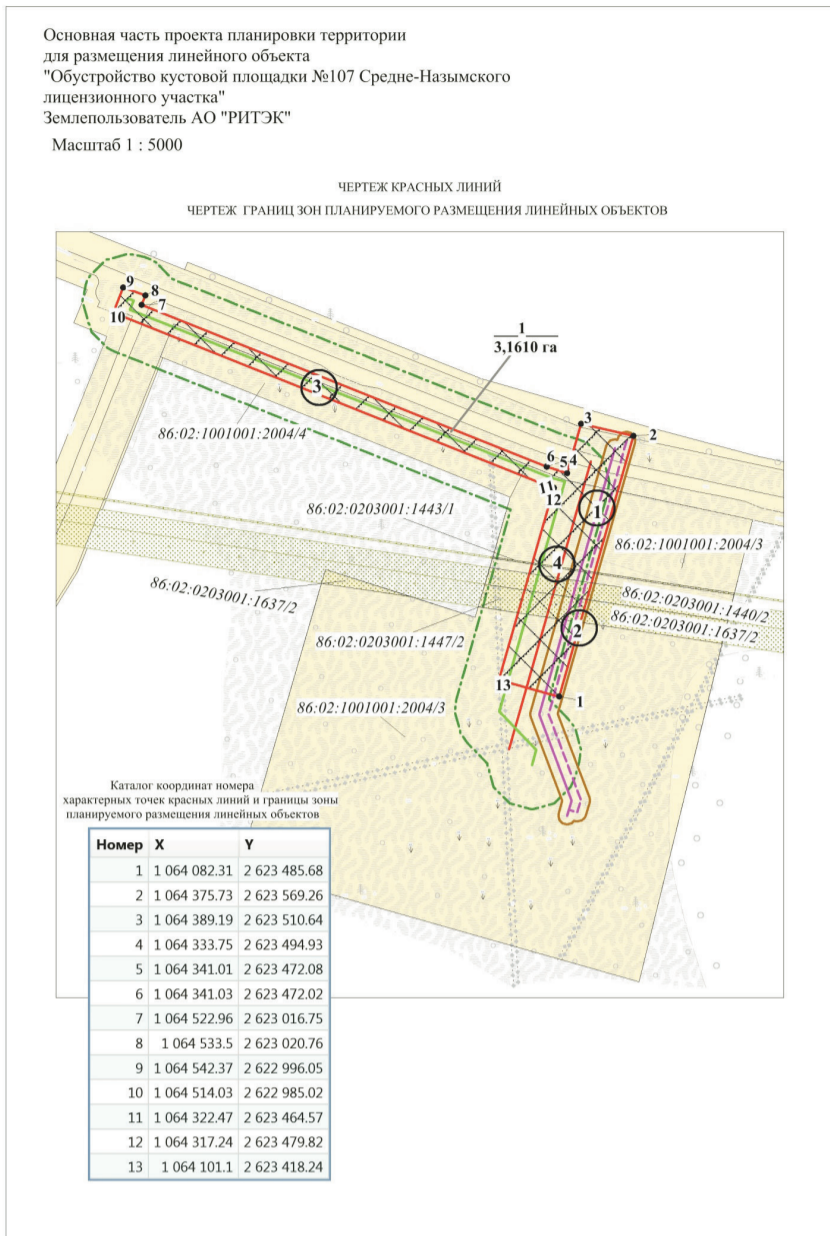 Основная часть проекта планировки территории
для размещения линейного объекта
"Обустройство кустовой площадки №107 Средне-Назымского
лицензионного участка"
Землепользователь АО "РИТЭК"
Масштаб 1 : 5000
ЧЕРТЕЖ КРАСНЫХ ЛИНИЙ
ЧЕРТЕЖ ГРАНИЦ ЗОН ПЛАНИРУЕМОГО РАЗМЕЩЕНИЯ ЛИНЕЙНЫХ ОБЪЕКТОВ
9
8
7
10
1
3,1610 га
3
3
2
86:02:1001001:2004/4
6
5 4
11
12
86:02:0203001:1443/1
1
86:02:1001001:2004/3
4
86:02:0203001:1637/2
86:02:0203001:1440/2
86:02:0203001:1637/2
2
86:02:0203001:1447/2
13
1
86:02:1001001:2004/3
Каталог координат номера
характерных точек красных линий и границы зоны
планируемого размещения линейных объектов
Номер X Y
1 1 064 082.31 2 623 485.68
2 1 064 375.73 2 623 569.26
3 1 064 389.19 2 623 510.64
4 1 064 333.75 2 623 494.93
5 1 064 341.01 2 623 472.08
6 1 064 341.03 2 623 472.02
7 1 064 522.96 2 623 016.75
8 1 064 533.5 2 623 020.76
9 1 064 542.37 2 622 996.05
10 1 064 514.03 2 622 985.02
11 1 064 322.47 2 623 464.57
12 1 064 317.24 2 623 479.82
13 1 064 101.1 2 623 418.24